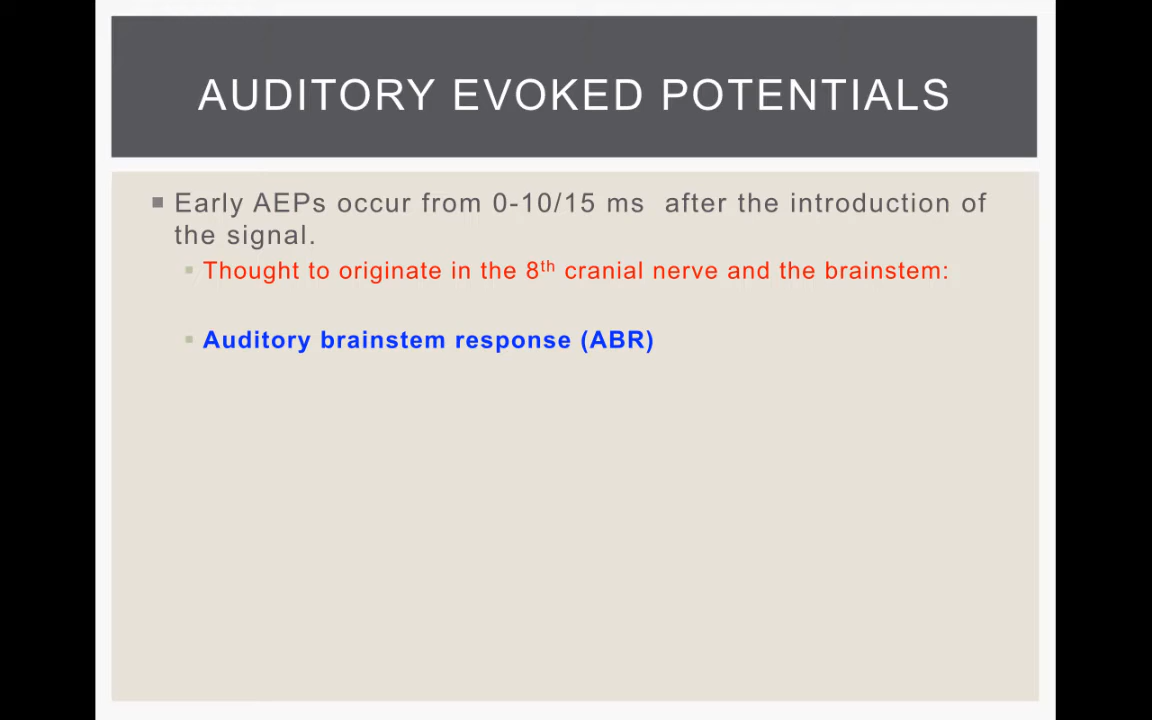 AUDITORY EVOKED POTENTIALS
Early AEPs occur from 0-10/15 ms after the introduction of
the signal.
Thought to originate in the 8th cranial nerve and the brainstem:
Auditory brainstem response (ABR)